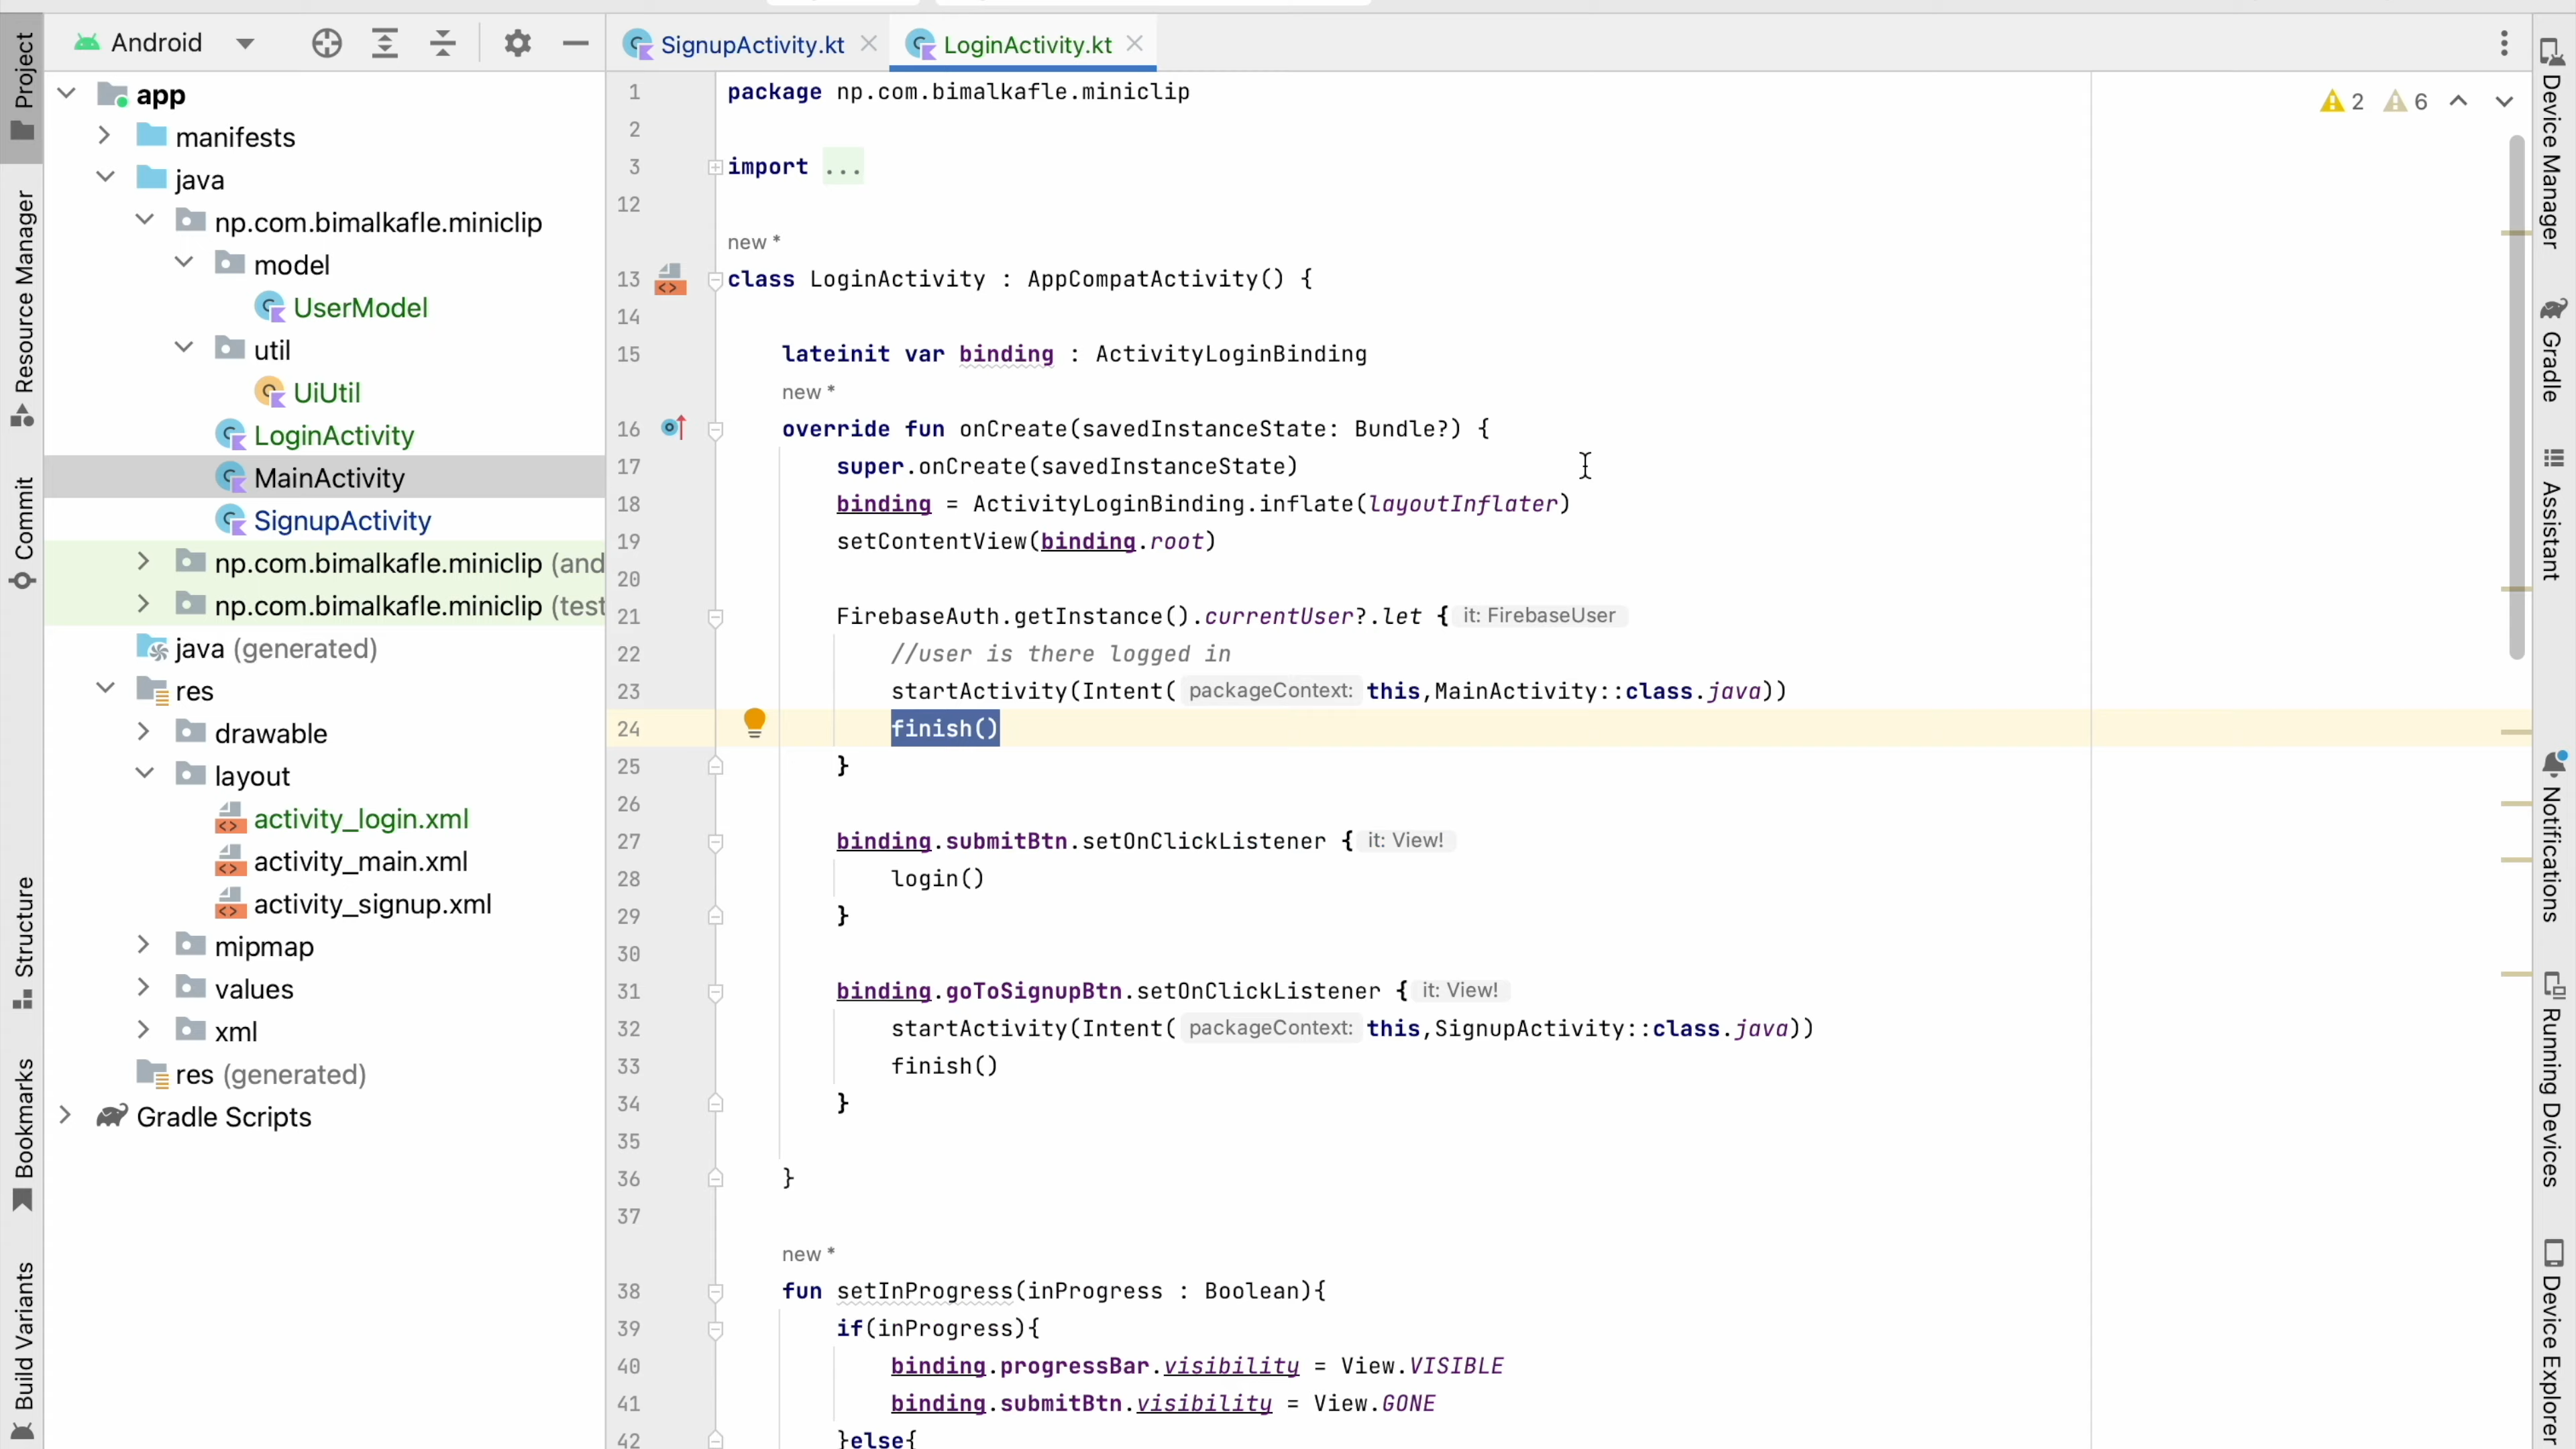 Android
SignupActivity.kt
LoginActivity.kt
Project
Resource Manager
Commit
Structure
Bookmarks
Build Variants
app
manifests
java
np.com.bimalkafle.miniclip
model
UserModel
util
UiUtil
LoginActivity
MainActivity
SignupActivity
np.com.bimalkafle.miniclip (and
np.com.bimalkafle.miniclip (test
java (generated)
res
drawable
layout
activity_login.xml
activity_main.xml
activity_signup.xml
mipmap
values
xml
res (generated)
Gradle Scripts
2 6
1 package np.com.bimalkafle.miniclip
2
3 import ...
12
new *
13 class LoginActivity : AppCompatActivity() {
14
15 lateinit var binding : ActivityLoginBinding
new *
16 override fun onCreate(savedInstanceState: Bundle?) {
17 super.onCreate(savedInstanceState)
18 binding = ActivityLoginBinding.inflate(layoutInflater)
19 setContentView(binding.root)
20
21 FirebaseAuth.getInstance().currentUser?.let { it: FirebaseUser
22 //user is there logged in
23 startActivity(Intent( packageContext: this,MainActivity::class.java))
24 finish()
25 }
26
27 binding.submitBtn.setOnClickListener { it: View!
28 login()
29 }
30
31 binding.goToSignupBtn.setOnClickListener { it: View!
32 startActivity(Intent( packageContext: this,SignupActivity::class.java))
33 finish()
34 }
35
36 }
37
new *
38 fun setInProgress(inProgress : Boolean){
39 if(inProgress){
40 binding.progressBar.visibility = View.VISIBLE
41 binding.submitBtn.visibility = View.GONE
42 }else{
Device Manager
Gradle
Assistant
Notifications
Running Devices
Device Explorer